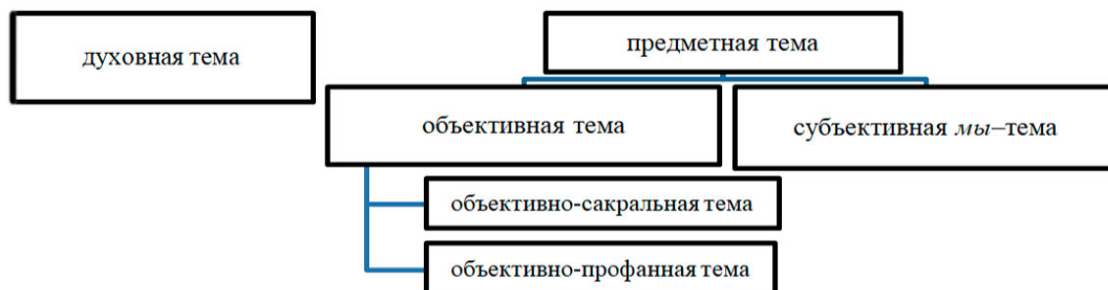 духовная тема
предметная тема
объективная тема
субъективная мы–тема
объективно-сакральная тема
объективно-профанная тема